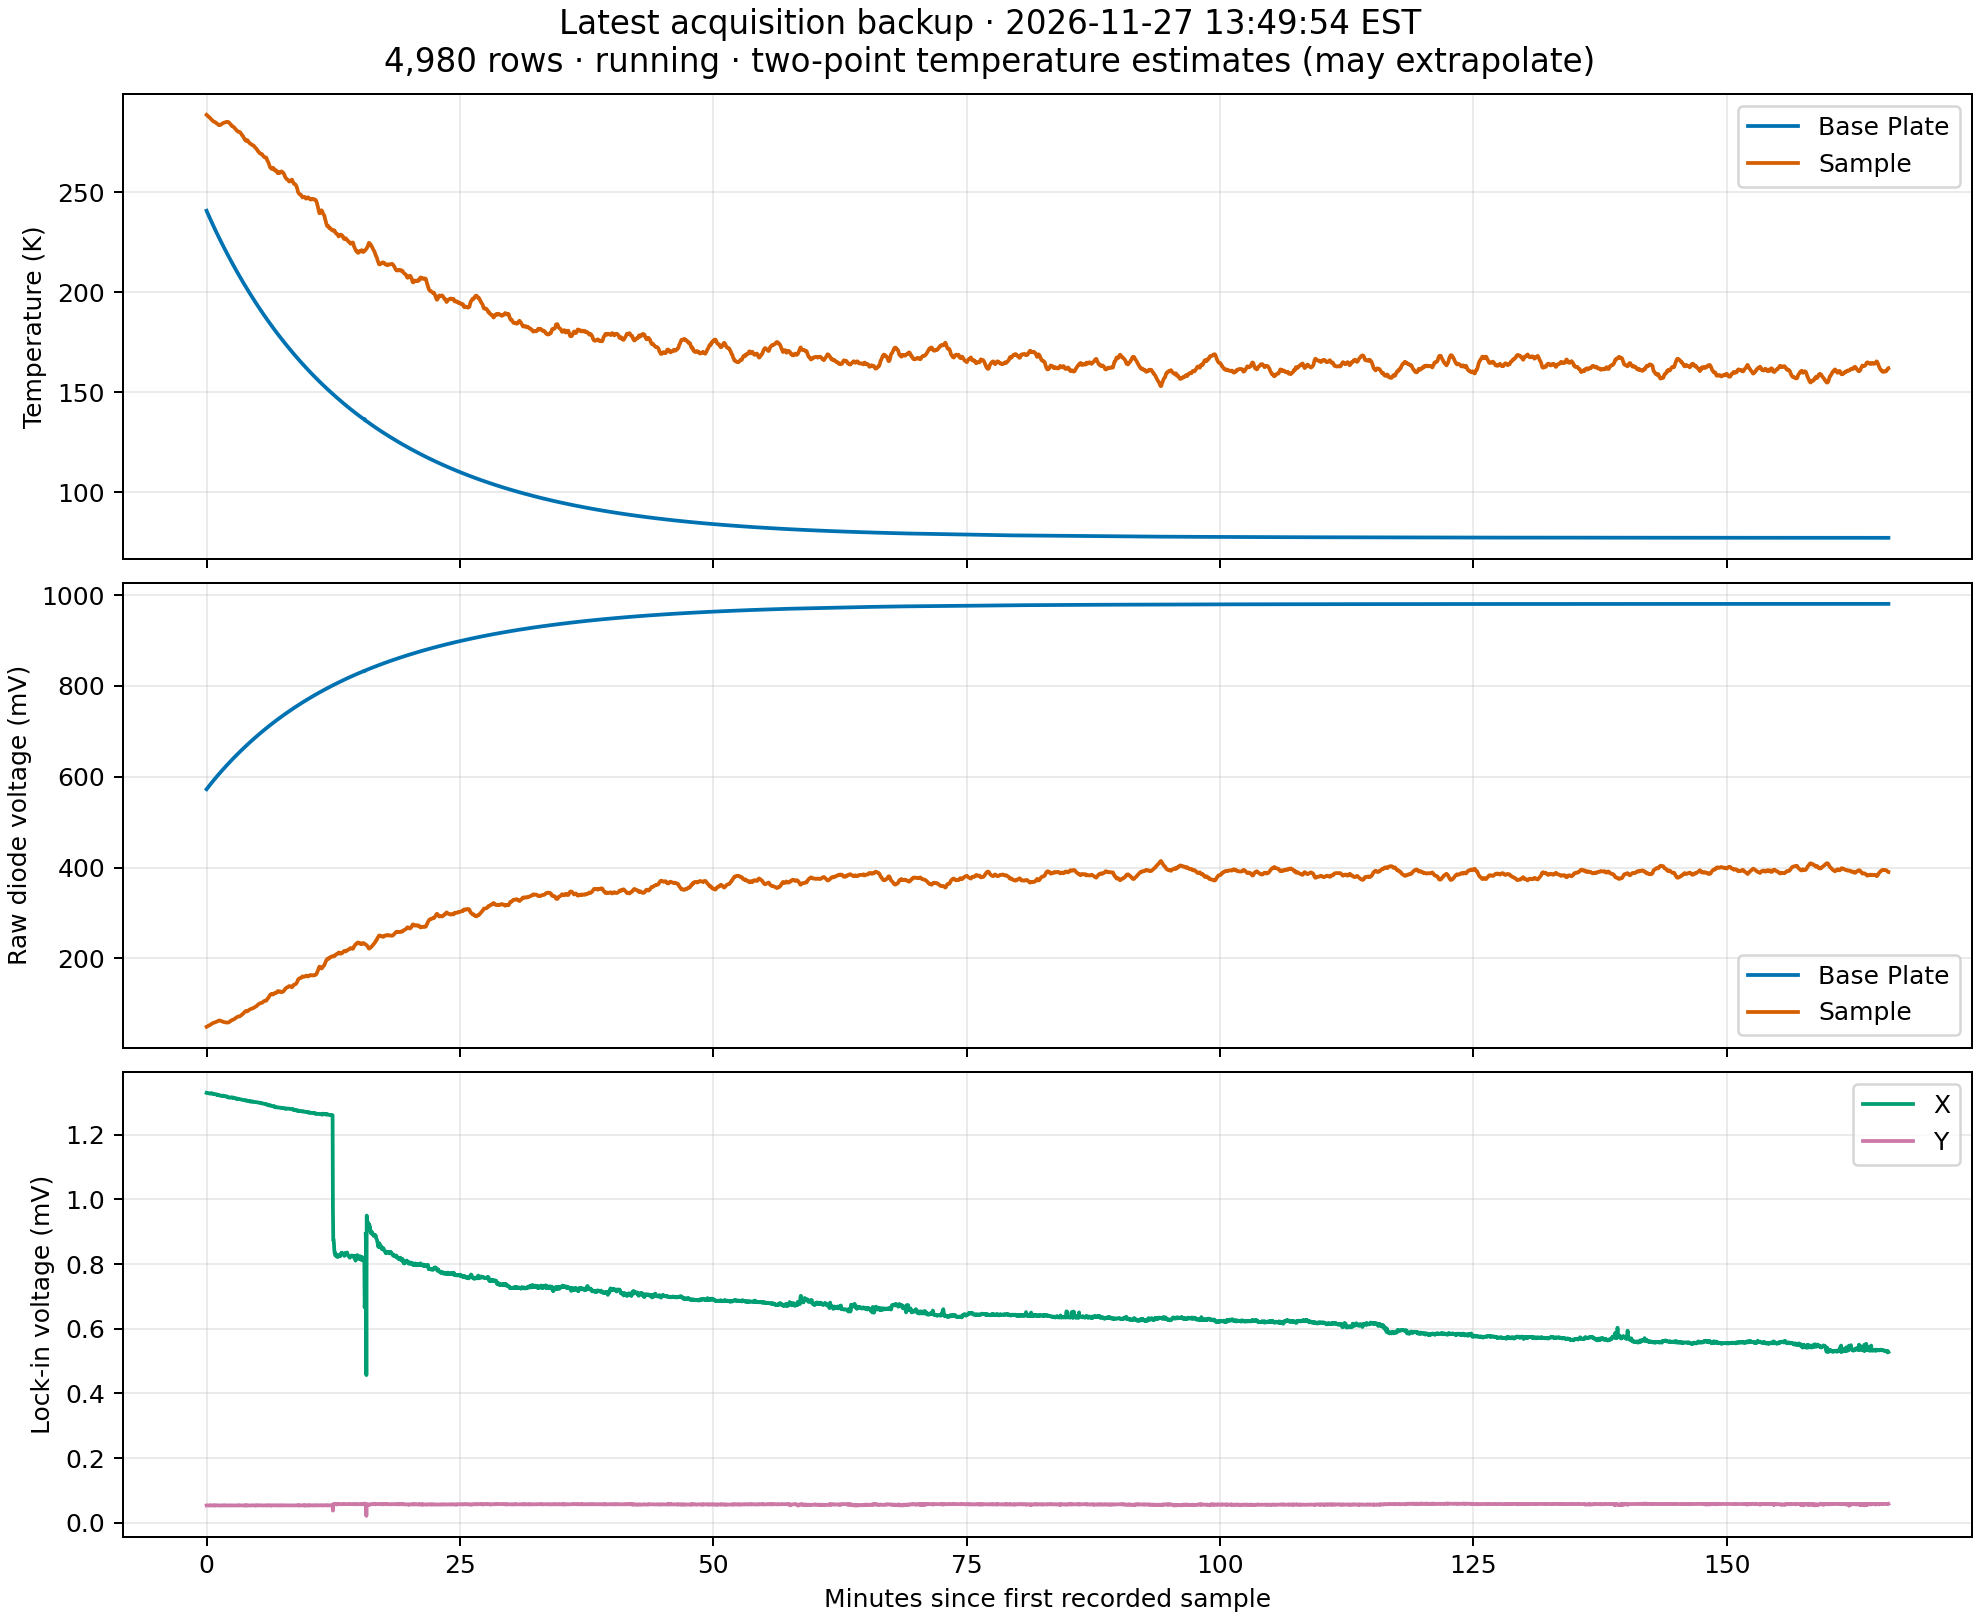 Latest acquisition backup · 2026-11-27 13:49:54 EST
4,980 rows · running · two-point temperature estimates (may extrapolate)
Temperature (K)
250
200
150
100
Base Plate
Sample
Raw diode voltage (mV)
1000
800
600
400
200
Base Plate
Sample
Lock-in voltage (mV)
1.2
1.0
0.8
0.6
0.4
0.2
0.0
X
Y
0 25 50 75 100 125 150
Minutes since first recorded sample